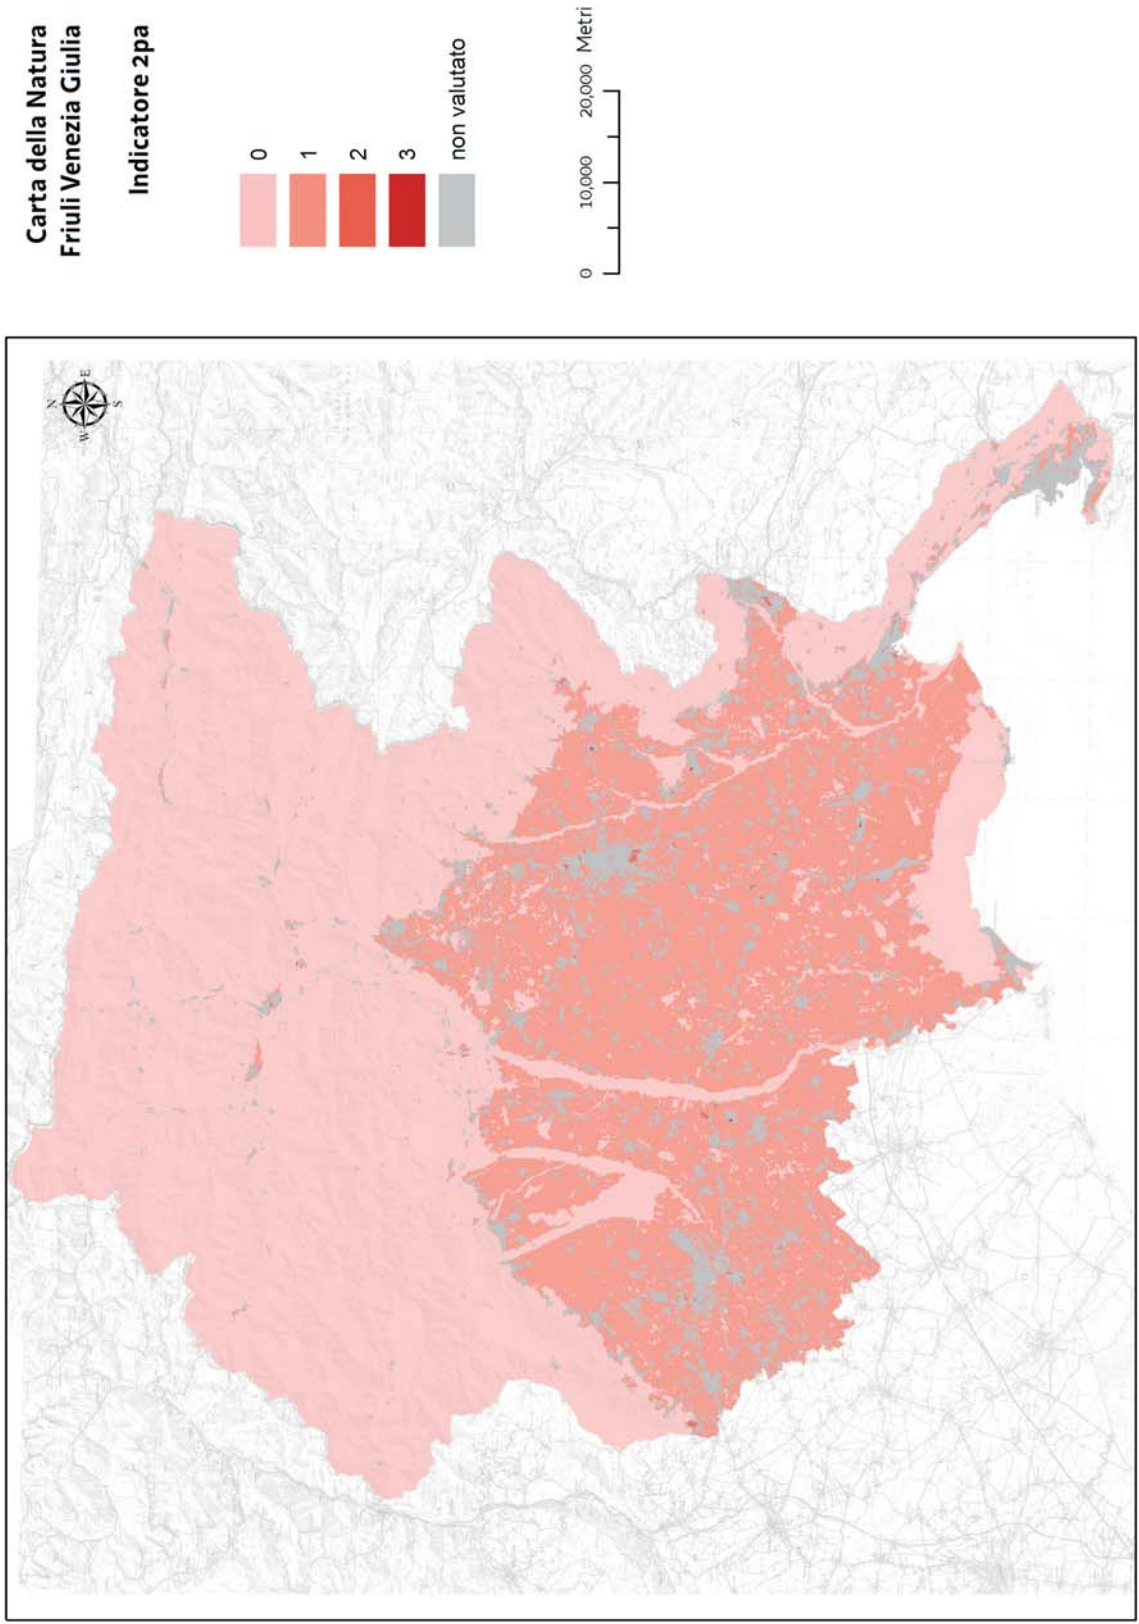 Carta della Natura
Friuli Venezia Giulia
Indicatore 2pa
0
1
2
3
non valutato
0 10,000 20,000 Metri
N
W E
S